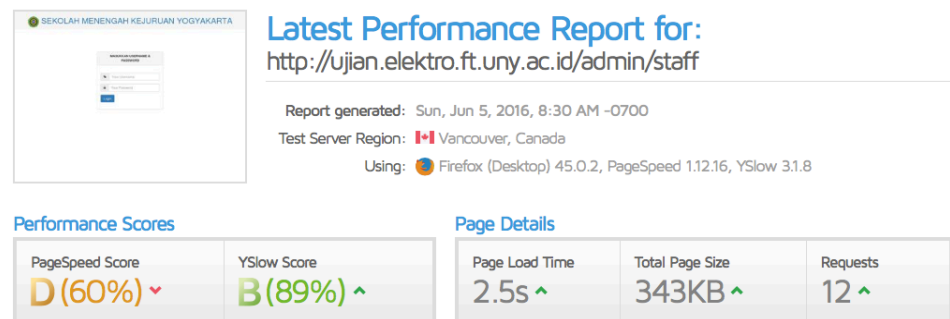 SEKOLAH MENENGAH KEJURUAN YOGYAKARTA
MASUKKAN USERNAME &
PASSWORD
Latest Performance Report for:
http://ujian.elektro.ft.uny.ac.id/admin/staff
Report generated: Sun, Jun 5, 2016, 8:30 AM -0700
Test Server Region: Vancouver, Canada
Using: Firefox (Desktop) 45.0.2, PageSpeed 1.12.16, YSlow 3.1.8
Performance Scores
Page Details
PageSpeed Score
YSlow Score
Page Load Time
Total Page Size
Requests
D (60%)
B (89%)
2.5s
343KB
12